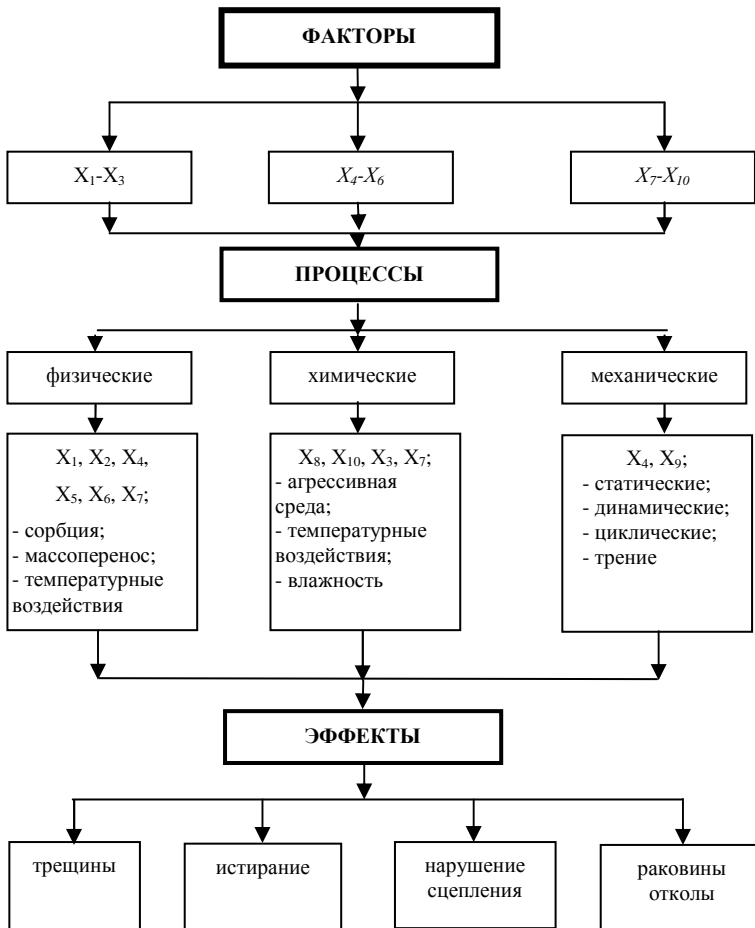 ФАКТОРЫ
X₁-X₃
X₄-X₆
X₇-X₁₀
ПРОЦЕССЫ
физические
химические
механические
X₁, X₂, X₄,
X₅, X₆, X₇;
- сорбция;
- массоперенос;
- температурные
воздействия
X₈, X₁₀, X₃, X₇;
- агрессивная
среда;
- температурные
воздействия;
- влажность
X₄, X₉;
- статические;
- динамические;
- циклические;
- трение
ЭФФЕКТЫ
трещины
истирание
нарушение
сцепления
раковины
отколы